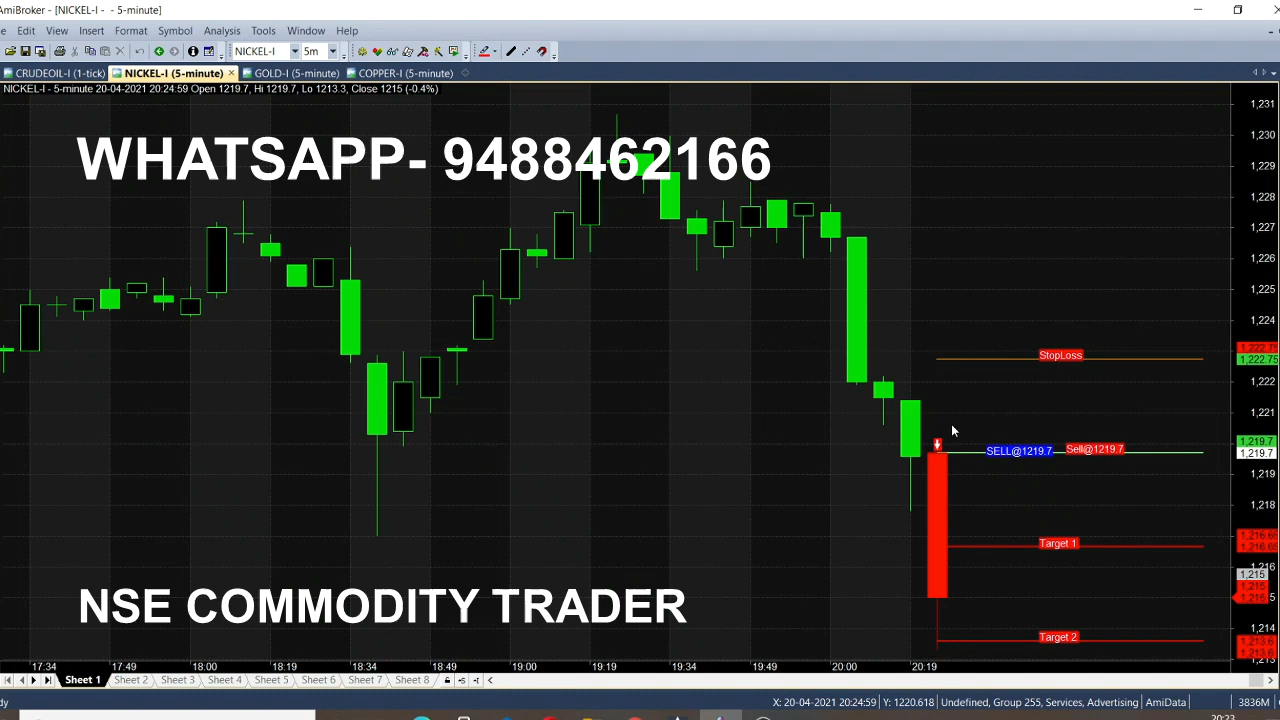 AmiBroker - [NICKEL-I - - 5-minute]
Edit View Insert Format Symbol Analysis Tools Window Help
NICKEL-I 5m
CRUDEOIL-I (1-tick) NICKEL-I (5-minute) GOLD-I (5-minute) COPPER-I (5-minute)
NICKEL-I - 5-minute 20-04-2021 20:24:59 Open 1219.7, Hi 1219.7, Lo 1213.3, Close 1215 (-0.4%)
1,231
WHATSAPP- 9488462166
1,230
1,229
1,228
1,227
1,226
1,225
1,224
StopLoss
1,222.75
1,222.75
1,222
1,221
1,219.7
SELL@1219.7 Sell@1219.7
1,219.7
1,219
1,218
Target 1
1,216
1,215
NSE COMMODITY TRADER
1,214
Target 2
1,213
17:34 17:49 18:00 18:19 18:34 18:49 19:00 19:19 19:34 19:49 20:00 20:19
Sheet 1 Sheet 2 Sheet 3 Sheet 4 Sheet 5 Sheet 6 Sheet 7 Sheet 8
X: 20-04-2021 20:24:59 Y: 1220.618 Undefined, Group 255, Services, Advertising AmiData 3836M